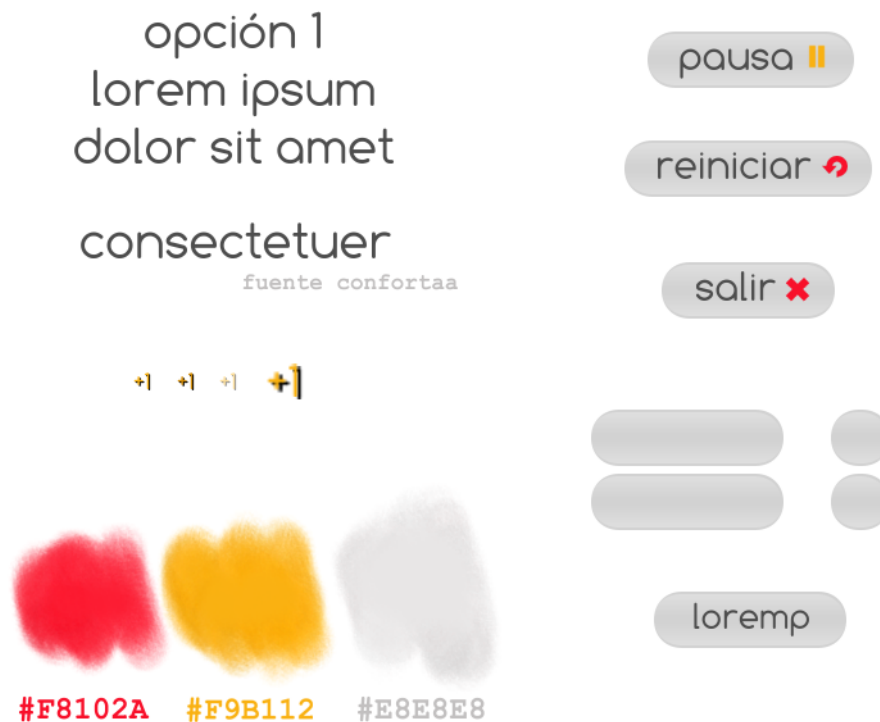 opción 1
lorem ipsum
dolor sit amet
consectetuer
fuente confortaa
+1 +1 +1 +1
#F8102A #F9B112 #E8E8E8
pausa
reiniciar
salir
loremp